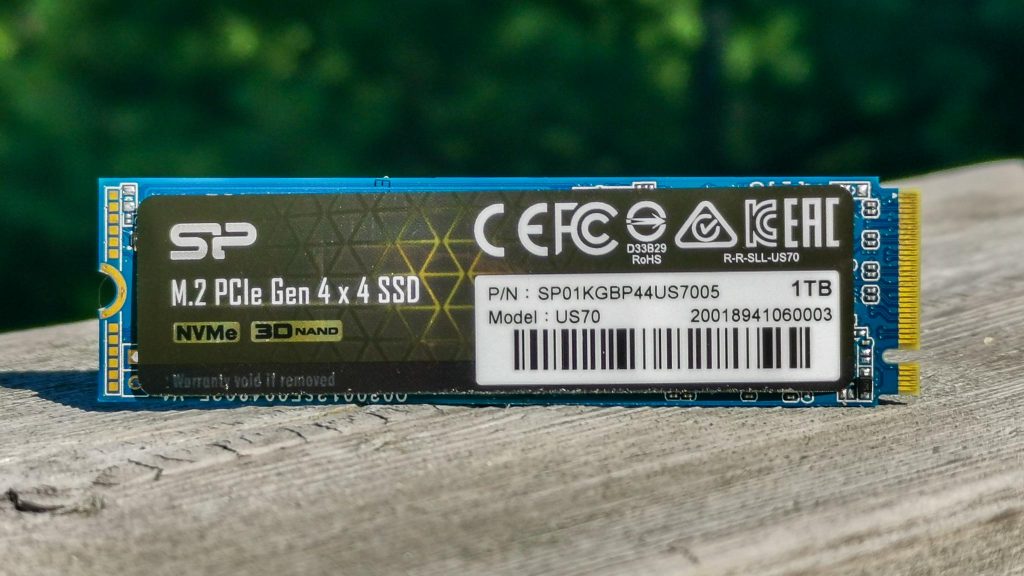 SP
M.2 PCIe Gen 4 x 4 SSD
NVMe 3D NAND
Warranty void if removed
CE FC
D33B29
RoHS
R-R-SLL-US70
EAC
P/N : SP01KGBP44US7005 1TB
Model : US70 20018941060003